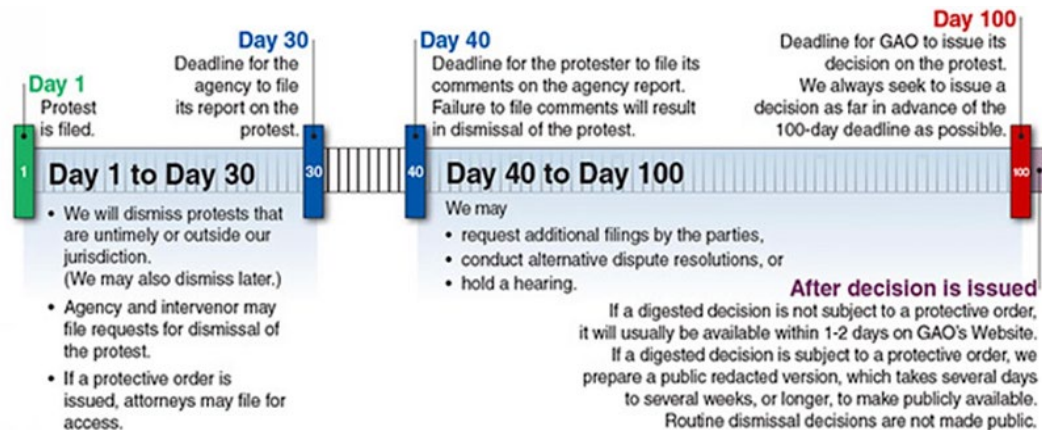 Day 1
Protest
is filed.
Day 30
Deadline for the
agency to file
its report on the
protest.
Day 40
Deadline for the protester to file its
comments on the agency report.
Failure to file comments will result
in dismissal of the protest.
Day 100
Deadline for GAO to issue its
decision on the protest.
We always seek to issue a
decision as far in advance of the
100-day deadline as possible.
1
Day 1 to Day 30
30
40
Day 40 to Day 100
100
• We will dismiss protests that
are untimely or outside our
jurisdiction.
(We may also dismiss later.)
• Agency and intervenor may
file requests for dismissal of
the protest.
• If a protective order is
issued, attorneys may file for
access.
We may
• request additional filings by the parties,
• conduct alternative dispute resolutions, or
• hold a hearing.
After decision is issued
If a digested decision is not subject to a protective order,
it will usually be available within 1-2 days on GAO's Website.
If a digested decision is subject to a protective order, we
prepare a public redacted version, which takes several days
to several weeks, or longer, to make publicly available.
Routine dismissal decisions are not made public.